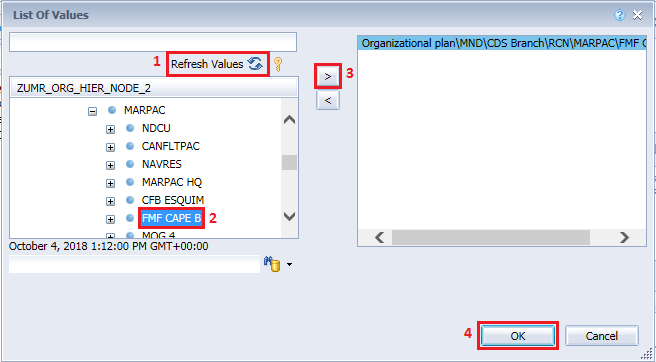 List Of Values
1 Refresh Values
ZUMR_ORG_HIER_NODE_2
MARPAC
NDCU
CANFLTPAC
NAVRES
MARPAC HQ
CFB ESQUIM
FMF CAPE B 2
MOG 4
October 4, 2018 1:12:00 PM GMT+00:00
> 3
<
Organizational plan\MND\CDS Branch\RCN\MARPAC\FMF
4 OK
Cancel